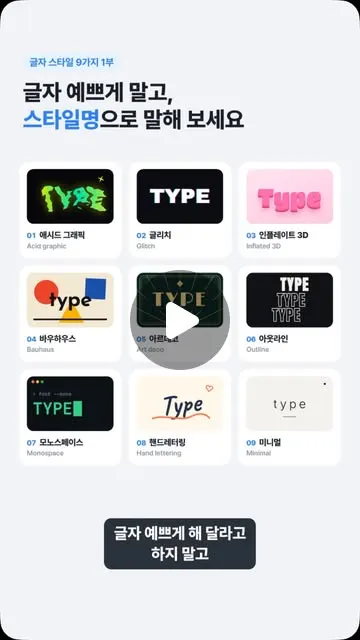 글자 스타일 9가지 1부
글자 예쁘게 말고,
스타일명으로 말해 보세요
TYPE
TYPE
Type
01 애시드 그래픽
Acid graphic
02 글리치
Glitch
03 인플레이트 3D
Inflated 3D
type
TYPE
TYPE
TYPE
TYPE
04 바우하우스
Bauhaus
05 아르데코
Art deco
06 아웃라인
Outline
TYPE
Type
type
07 모노스페이스
Monospace
08 핸드레터링
Hand lettering
09 미니멀
Minimal
글자 예쁘게 해 달라고
하지 말고